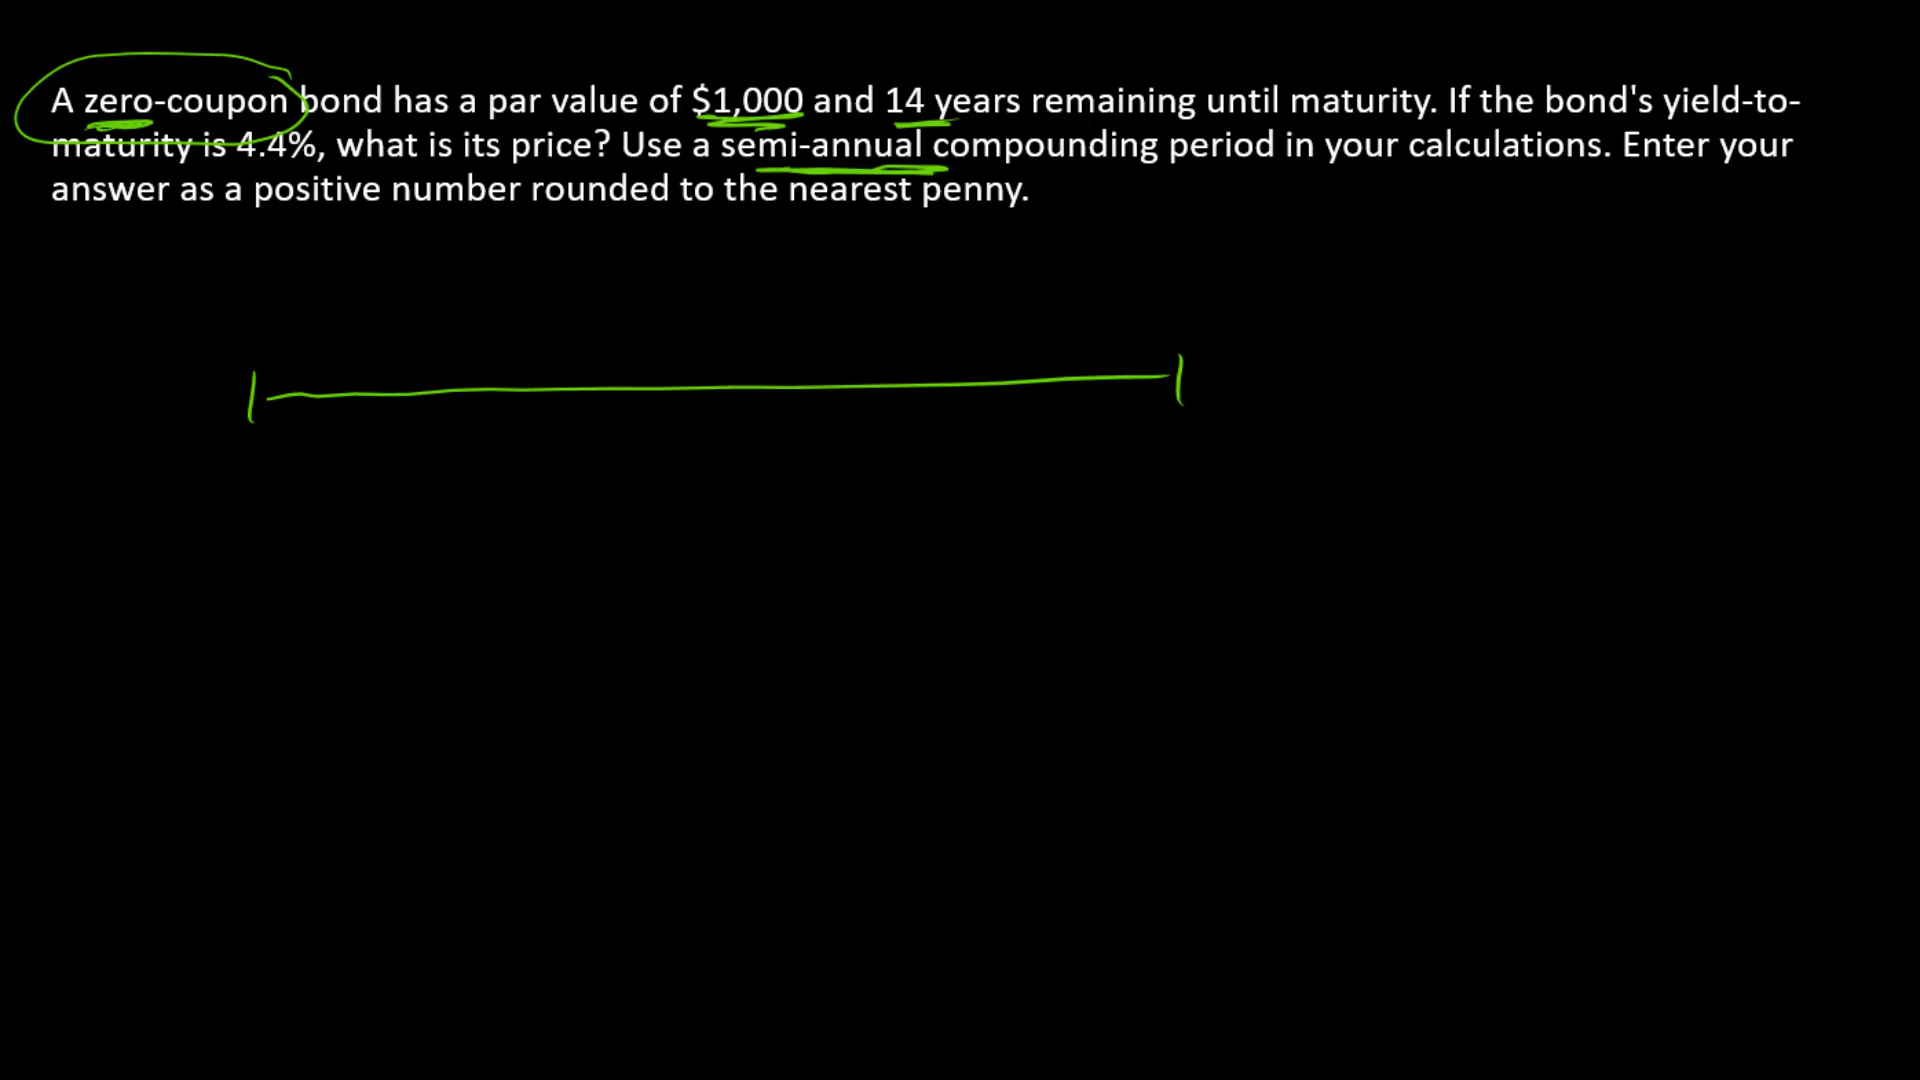 A zero-coupon bond has a par value of $1,000 and 14 years remaining until maturity. If the bond's yield-to-
maturity is 4.4%, what is its price? Use a semi-annual compounding period in your calculations. Enter your
answer as a positive number rounded to the nearest penny.